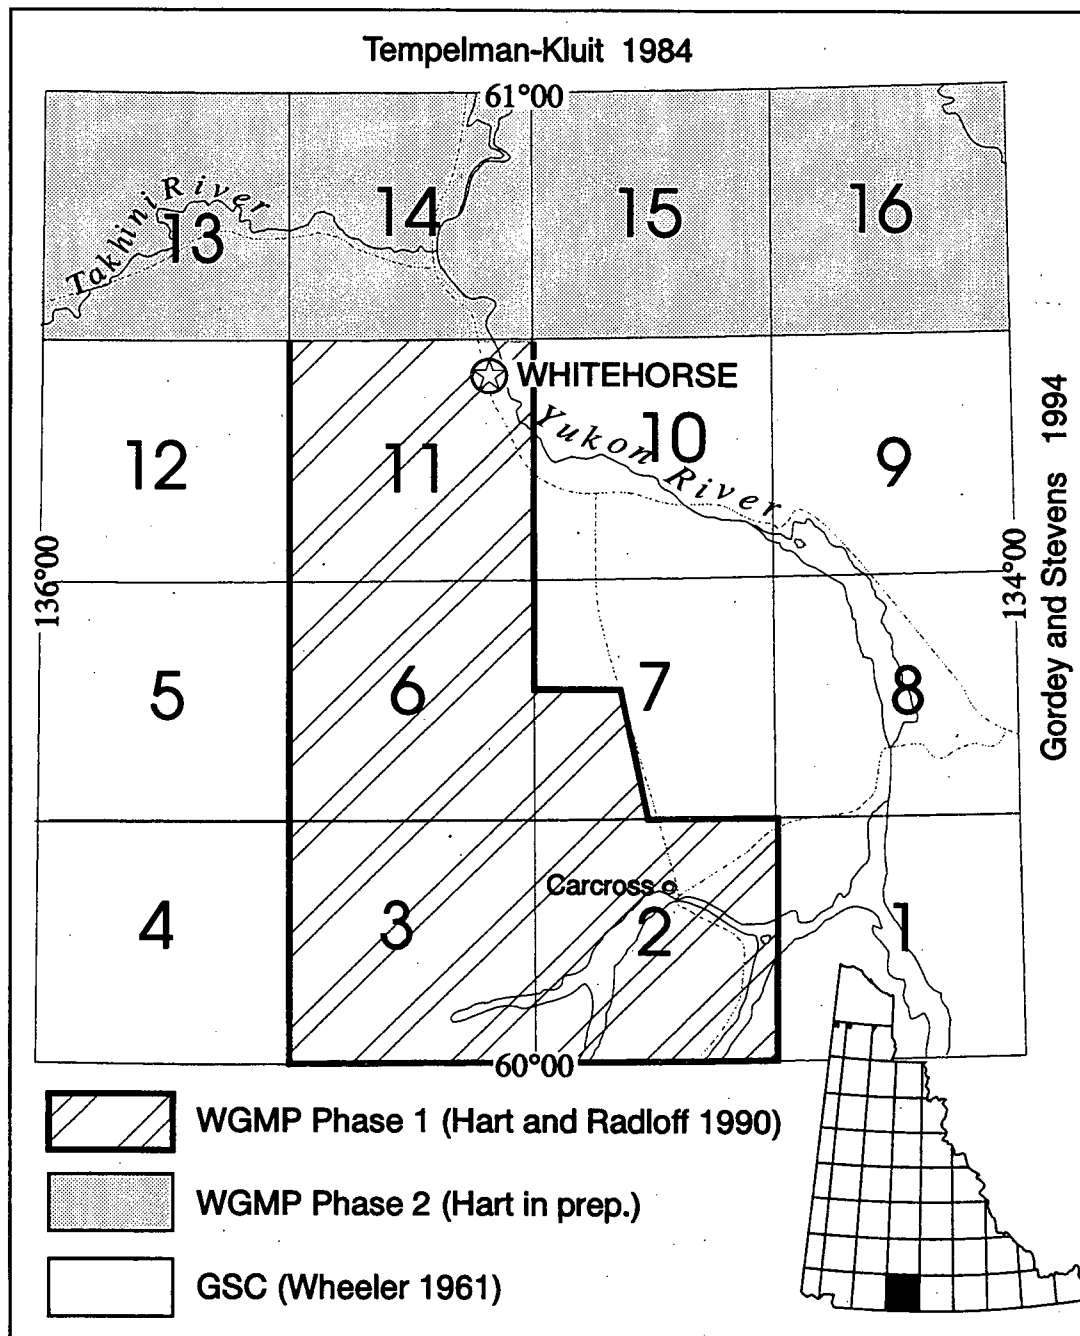 Tempelman-Kluit 1984
61°00
Takhini River
13
14
15
16
WHITEHORSE
Yukon River
12
11
10
9
136°00
134°00
Gordey and Stevens 1994
5
6
7
8
Carcross
4
3
2
1
60°00
WGMP Phase 1 (Hart and Radloff 1990)
WGMP Phase 2 (Hart in prep.)
GSC (Wheeler 1961)